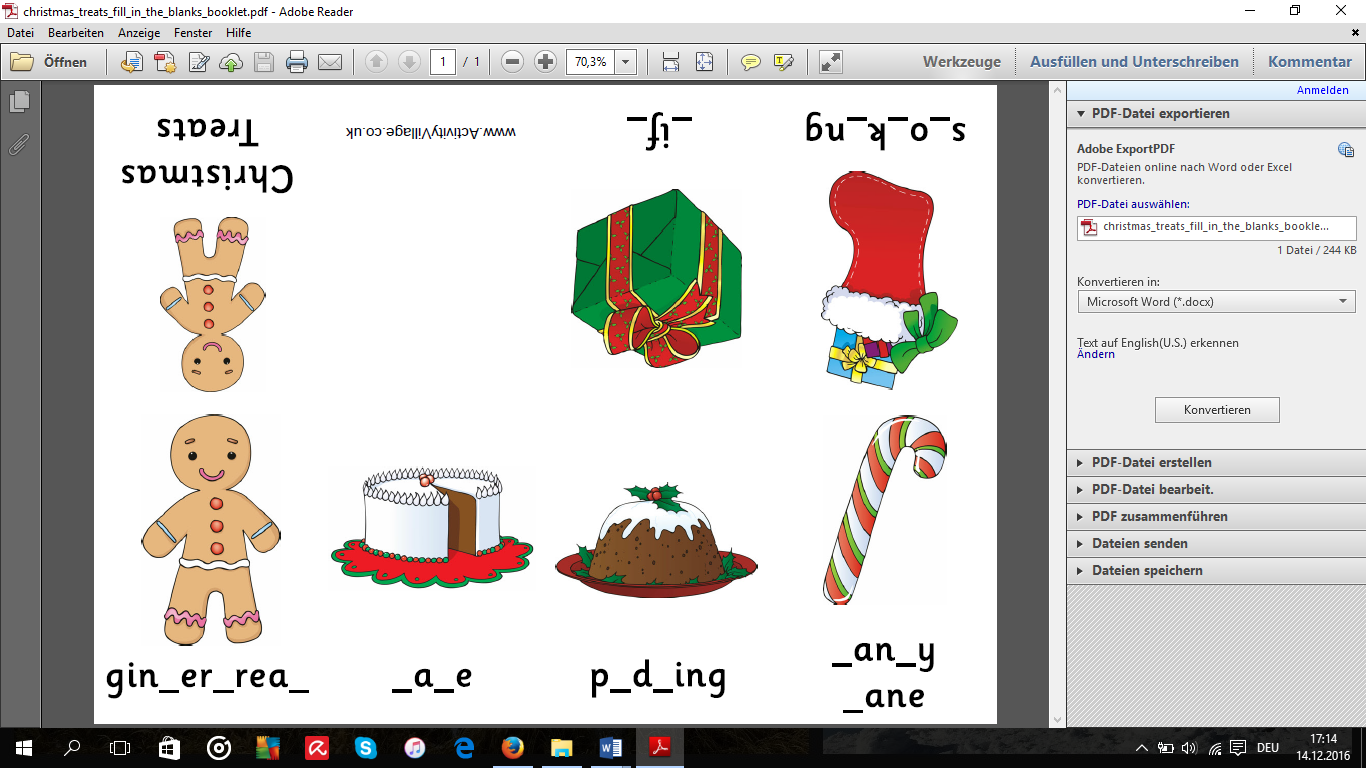 christmas_treats_fill_in_the_blanks_booklet.pdf - Adobe Reader
Datei Bearbeiten Anzeige Fenster Hilfe
Öffnen 1 / 1 70,3% Werkzeuge Ausfüllen und Unterschreiben Kommentar
Anmelden
PDF-Datei exportieren
Adobe ExportPDF
PDF-Dateien online nach Word oder Excel
konvertieren.
PDF-Datei auswählen:
christmas_treats_fill_in_the_blanks_bookle...
1 Datei / 244 KB
Konvertieren in:
Microsoft Word (*.docx)
Text auf English(U.S.) erkennen
Ändern
Konvertieren
PDF-Datei erstellen
PDF-Datei bearbeit.
PDF zusammenführen
Dateien senden
Dateien speichern
Christmas
Treats
www.ActivityVillage.co.uk
_if_
s_o_k_ng
gin_er_rea_
_a_e
p_d_ing
_an_y
_ane
DEU
17:14
14.12.2016